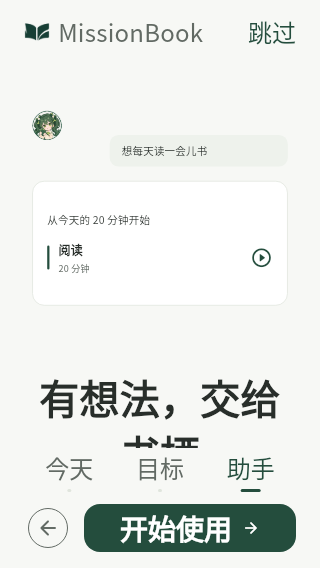 MissionBook
跳过
想每天读一会儿书
从今天的 20 分钟开始
阅读
20 分钟
有想法，交给
今天
目标
助手
开始使用